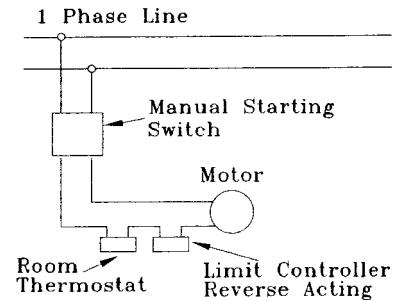 1 Phase Line
Manual Starting
Switch
Motor
Room
Thermostat
Limit Controller
Reverse Acting